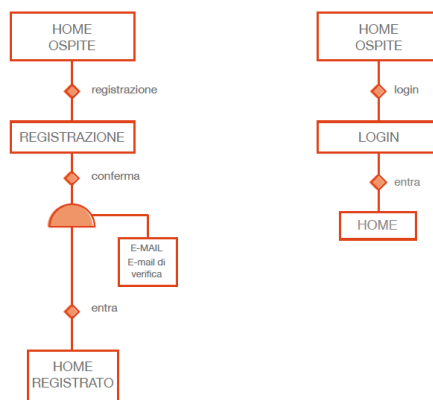 HOME
OSPITE
registrazione
REGISTRAZIONE
conferma
E-MAIL
E-mail di
verifica
entra
HOME
REGISTRATO
HOME
OSPITE
login
LOGIN
entra
HOME